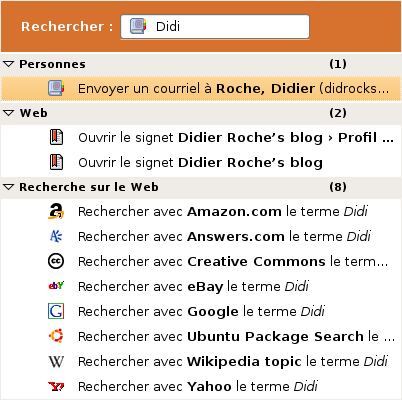 Rechercher : Didi
Personnes (1)
Envoyer un courriel à Roche, Didier (didrocks...
Web (2)
Ouvrir le signet Didier Roche’s blog › Profil ...
Ouvrir le signet Didier Roche’s blog
Recherche sur le Web (8)
Rechercher avec Amazon.com le terme Didi
Rechercher avec Answers.com le terme Didi
Rechercher avec Creative Commons le term...
Rechercher avec eBay le terme Didi
Rechercher avec Google le terme Didi
Rechercher avec Ubuntu Package Search le ...
Rechercher avec Wikipedia topic le terme Didi
Rechercher avec Yahoo le terme Didi